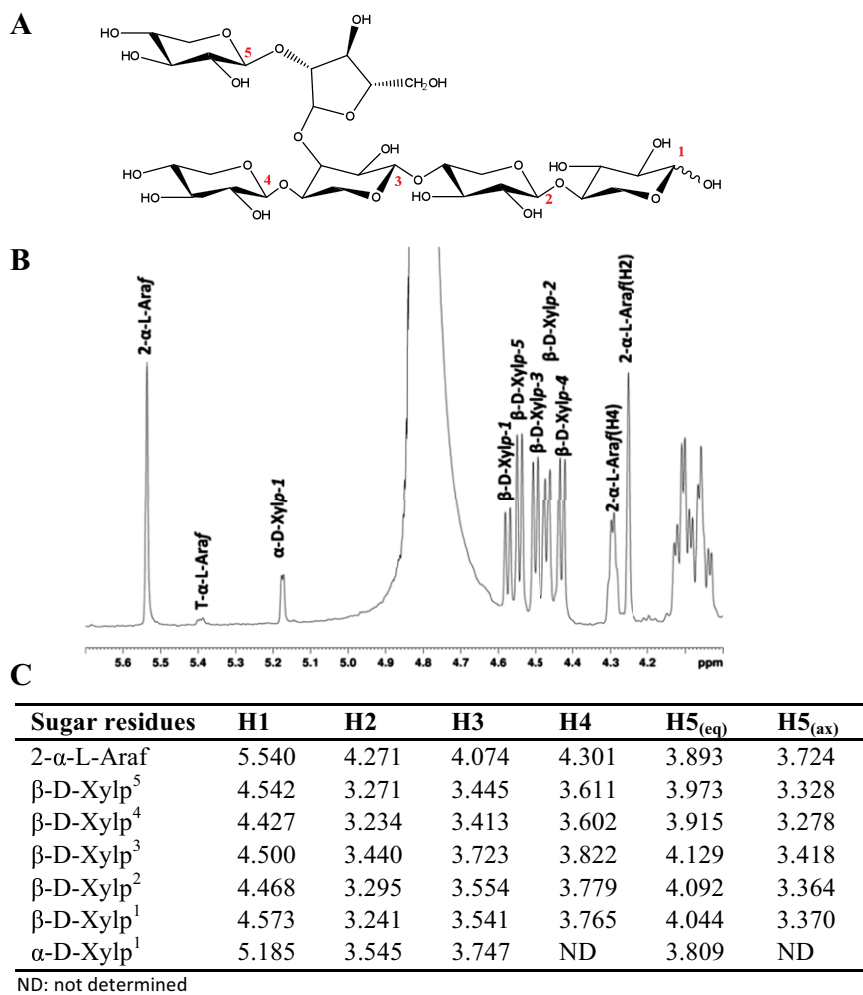 A
HO
HO
HO
OH
O
5
O
HO
O
CH2OH
O
HO
HO
HO
OH
O
4
O
OH
O
3
O
HO
OH
O
2
O
HO
HO
O
1
OH
B
2-α-L-Araf
T-α-L-Araf
α-D-Xylp-1
β-D-Xylp-1
β-D-Xylp-5
β-D-Xylp-3
β-D-Xylp-2
β-D-Xylp-4
2-α-L-Araf(H4)
2-α-L-Araf(H2)
5.6 5.5 5.4 5.3 5.2 5.1 5.0 4.9 4.8 4.7 4.6 4.5 4.4 4.3 4.2 ppm
C
Sugar residues H1 H2 H3 H4 H5(eq) H5(ax)
2-α-L-Araf 5.540 4.271 4.074 4.301 3.893 3.724
β-D-Xylp5 4.542 3.271 3.445 3.611 3.973 3.328
β-D-Xylp4 4.427 3.234 3.413 3.602 3.915 3.278
β-D-Xylp3 4.500 3.440 3.723 3.822 4.129 3.418
β-D-Xylp2 4.468 3.295 3.554 3.779 4.092 3.364
β-D-Xylp1 4.573 3.241 3.541 3.765 4.044 3.370
α-D-Xylp1 5.185 3.545 3.747 ND 3.809 ND
ND: not determined